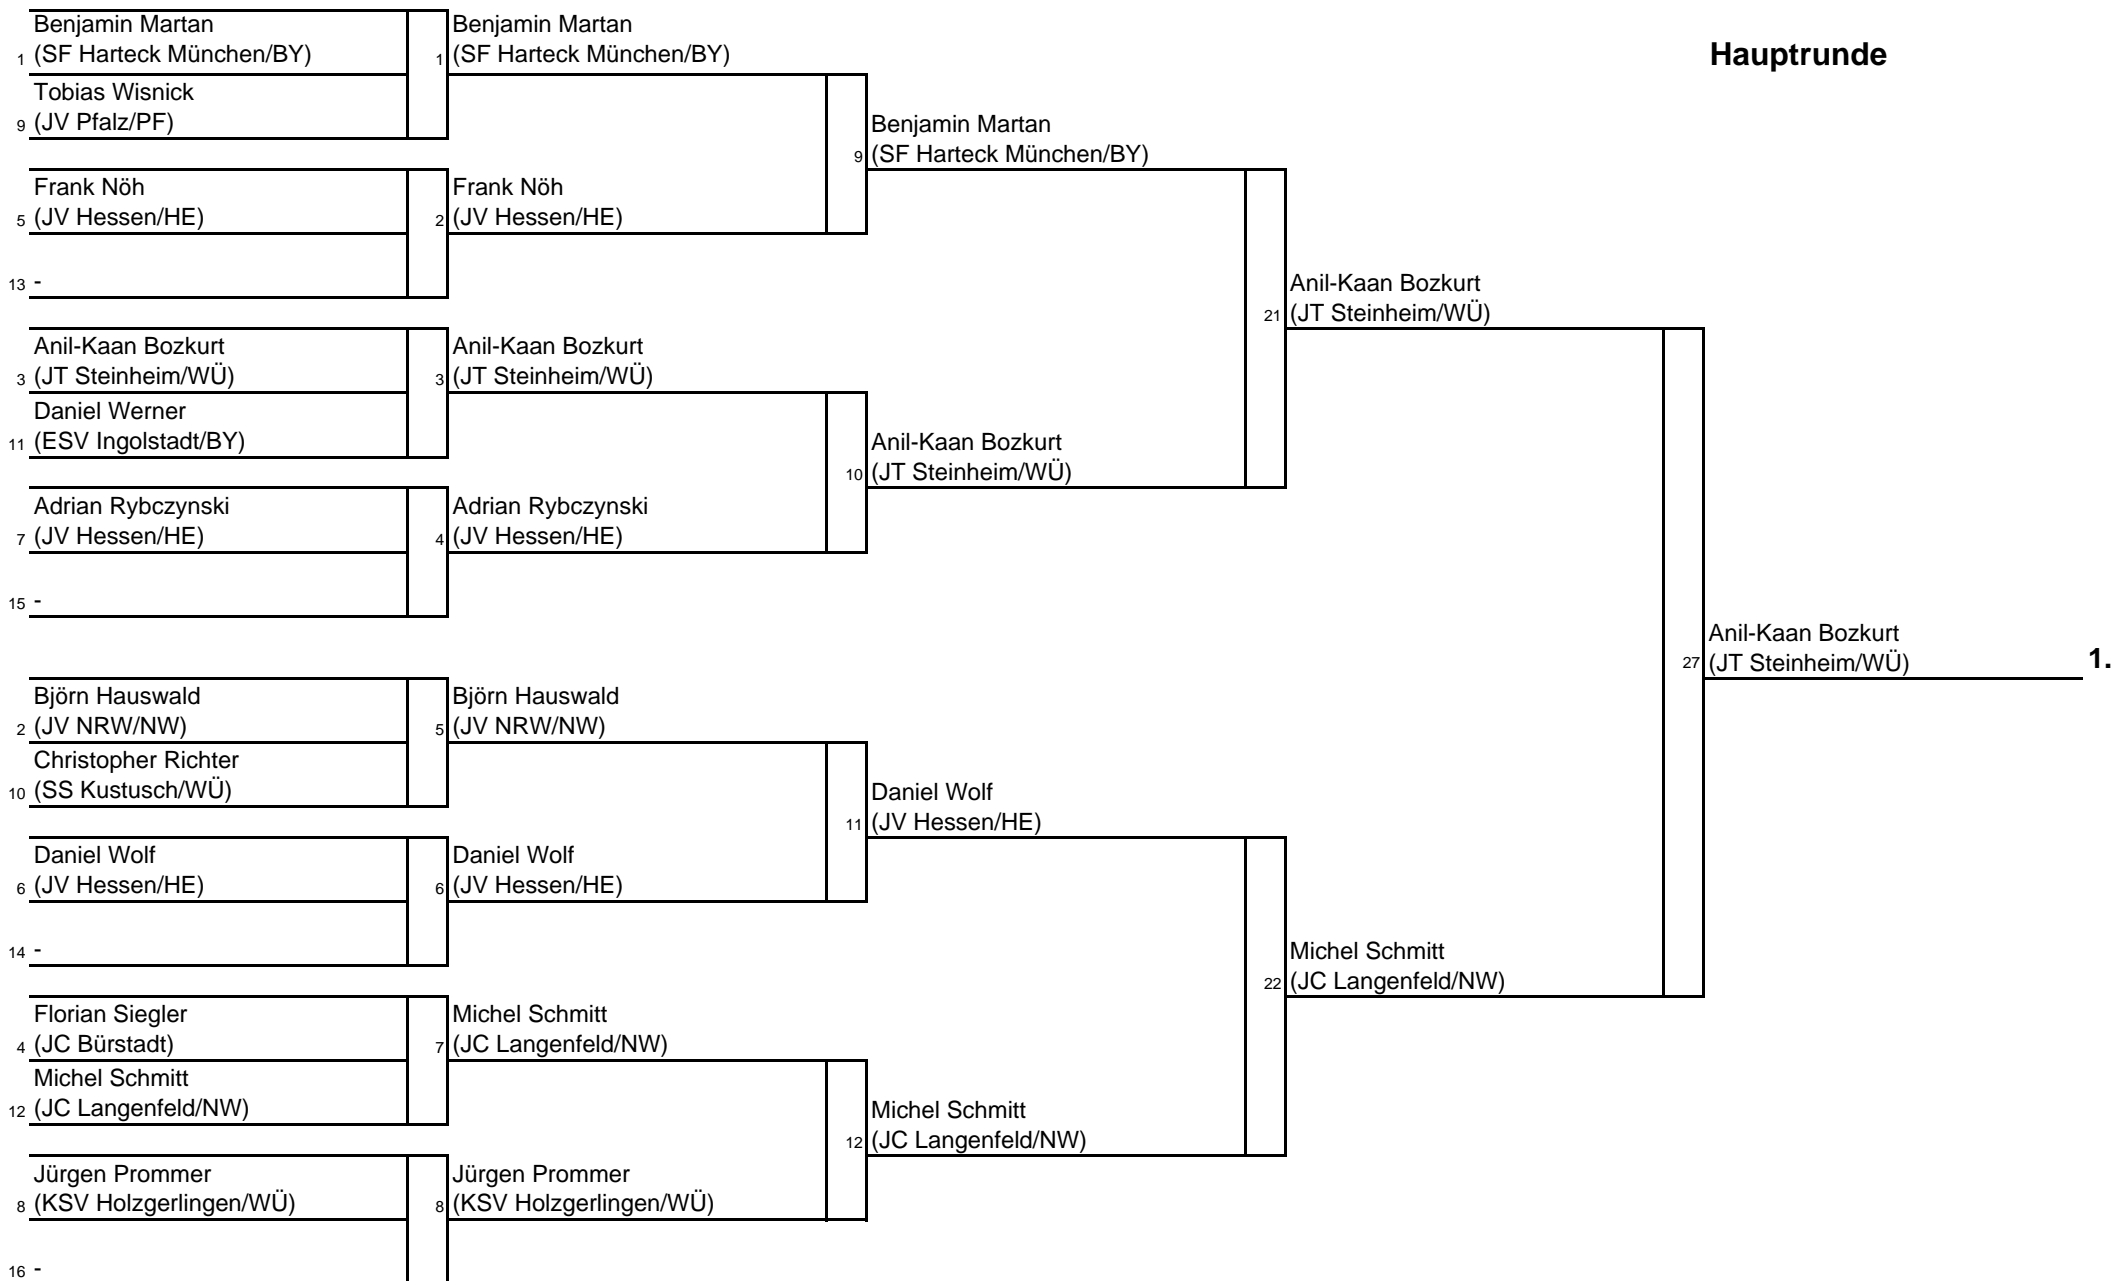 Hauptrunde
Benjamin Martan
1 (SF Harteck München/BY)
Tobias Wisnick
9 (JV Pfalz/PF)
Frank Nöh
5 (JV Hessen/HE)
13 -
Anil-Kaan Bozkurt
3 (JT Steinheim/WÜ)
Daniel Werner
11 (ESV Ingolstadt/BY)
Adrian Rybczynski
7 (JV Hessen/HE)
15 -
Björn Hauswald
2 (JV NRW/NW)
Christopher Richter
10 (SS Kustusch/WÜ)
Daniel Wolf
6 (JV Hessen/HE)
14 -
Florian Siegler
4 (JC Bürstadt)
Michel Schmitt
12 (JC Langenfeld/NW)
Jürgen Prommer
8 (KSV Holzgerlingen/WÜ)
16 -
Benjamin Martan
1 (SF Harteck München/BY)
Frank Nöh
2 (JV Hessen/HE)
Anil-Kaan Bozkurt
3 (JT Steinheim/WÜ)
Adrian Rybczynski
4 (JV Hessen/HE)
Björn Hauswald
5 (JV NRW/NW)
Daniel Wolf
6 (JV Hessen/HE)
Michel Schmitt
7 (JC Langenfeld/NW)
Jürgen Prommer
8 (KSV Holzgerlingen/WÜ)
Benjamin Martan
9 (SF Harteck München/BY)
Anil-Kaan Bozkurt
10 (JT Steinheim/WÜ)
Daniel Wolf
11 (JV Hessen/HE)
Michel Schmitt
12 (JC Langenfeld/NW)
Anil-Kaan Bozkurt
21 (JT Steinheim/WÜ)
Michel Schmitt
22 (JC Langenfeld/NW)
Anil-Kaan Bozkurt
27 (JT Steinheim/WÜ) 1.